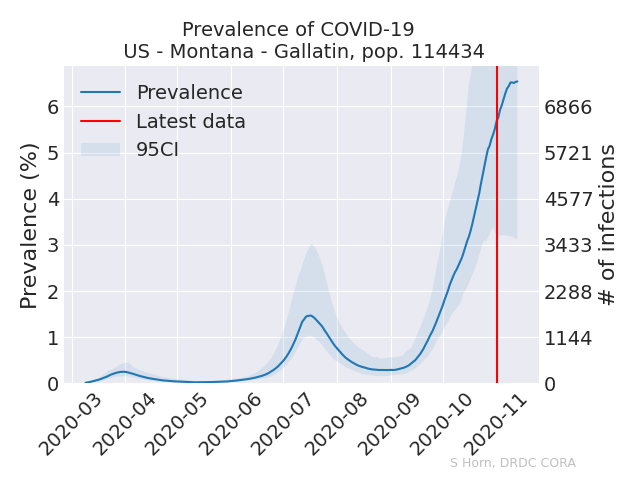 Prevalence of COVID-19
US - Montana - Gallatin, pop. 114434
Prevalence
Latest data
95CI
Prevalence (%)
6
5
4
3
2
1
0
6866
5721
4577
3433
2288
1144
0
# of infections
2020-03
2020-04
2020-05
2020-06
2020-07
2020-08
2020-09
2020-10
2020-11
S Horn, DRDC CORA